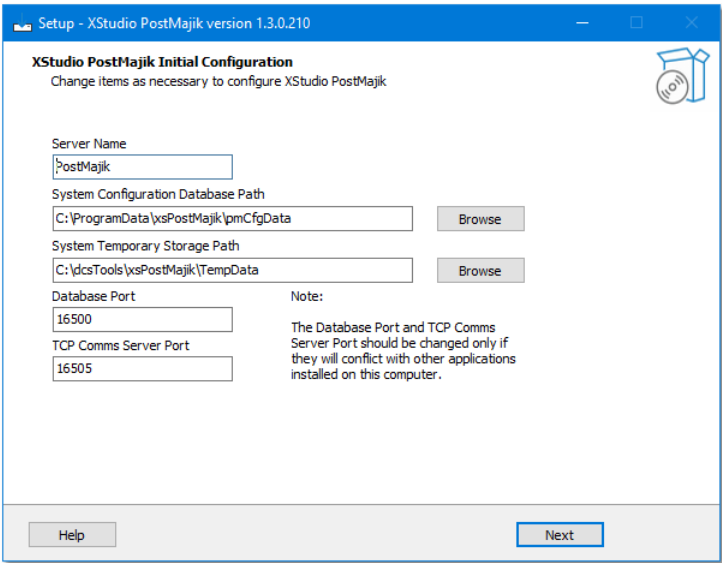 Setup - XStudio PostMajik version 1.3.0.210
XStudio PostMajik Initial Configuration
Change items as necessary to configure XStudio PostMajik
Server Name
PostMajik
System Configuration Database Path
C:\ProgramData\xsPostMajik\pmCfgData
Browse
System Temporary Storage Path
C:\dcsTools\xsPostMajik\TempData
Browse
Database Port
16500
TCP Comms Server Port
16505
Note:
The Database Port and TCP Comms
Server Port should be changed only if
they will conflict with other applications
installed on this computer.
Help
Next